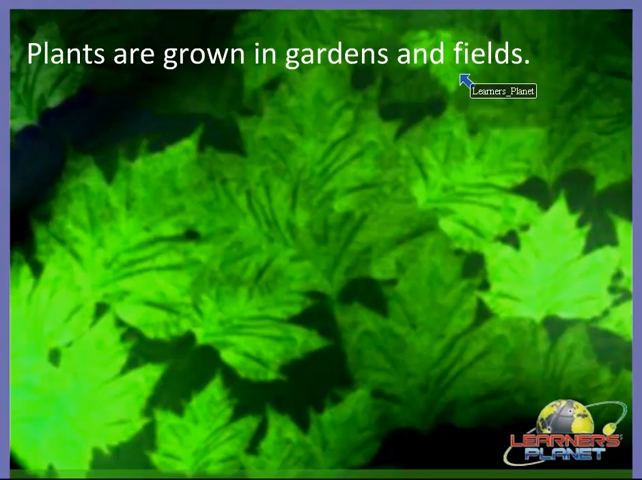 Plants are grown in gardens and fields.
Learners_Planet
LEARNERS'
PLANET